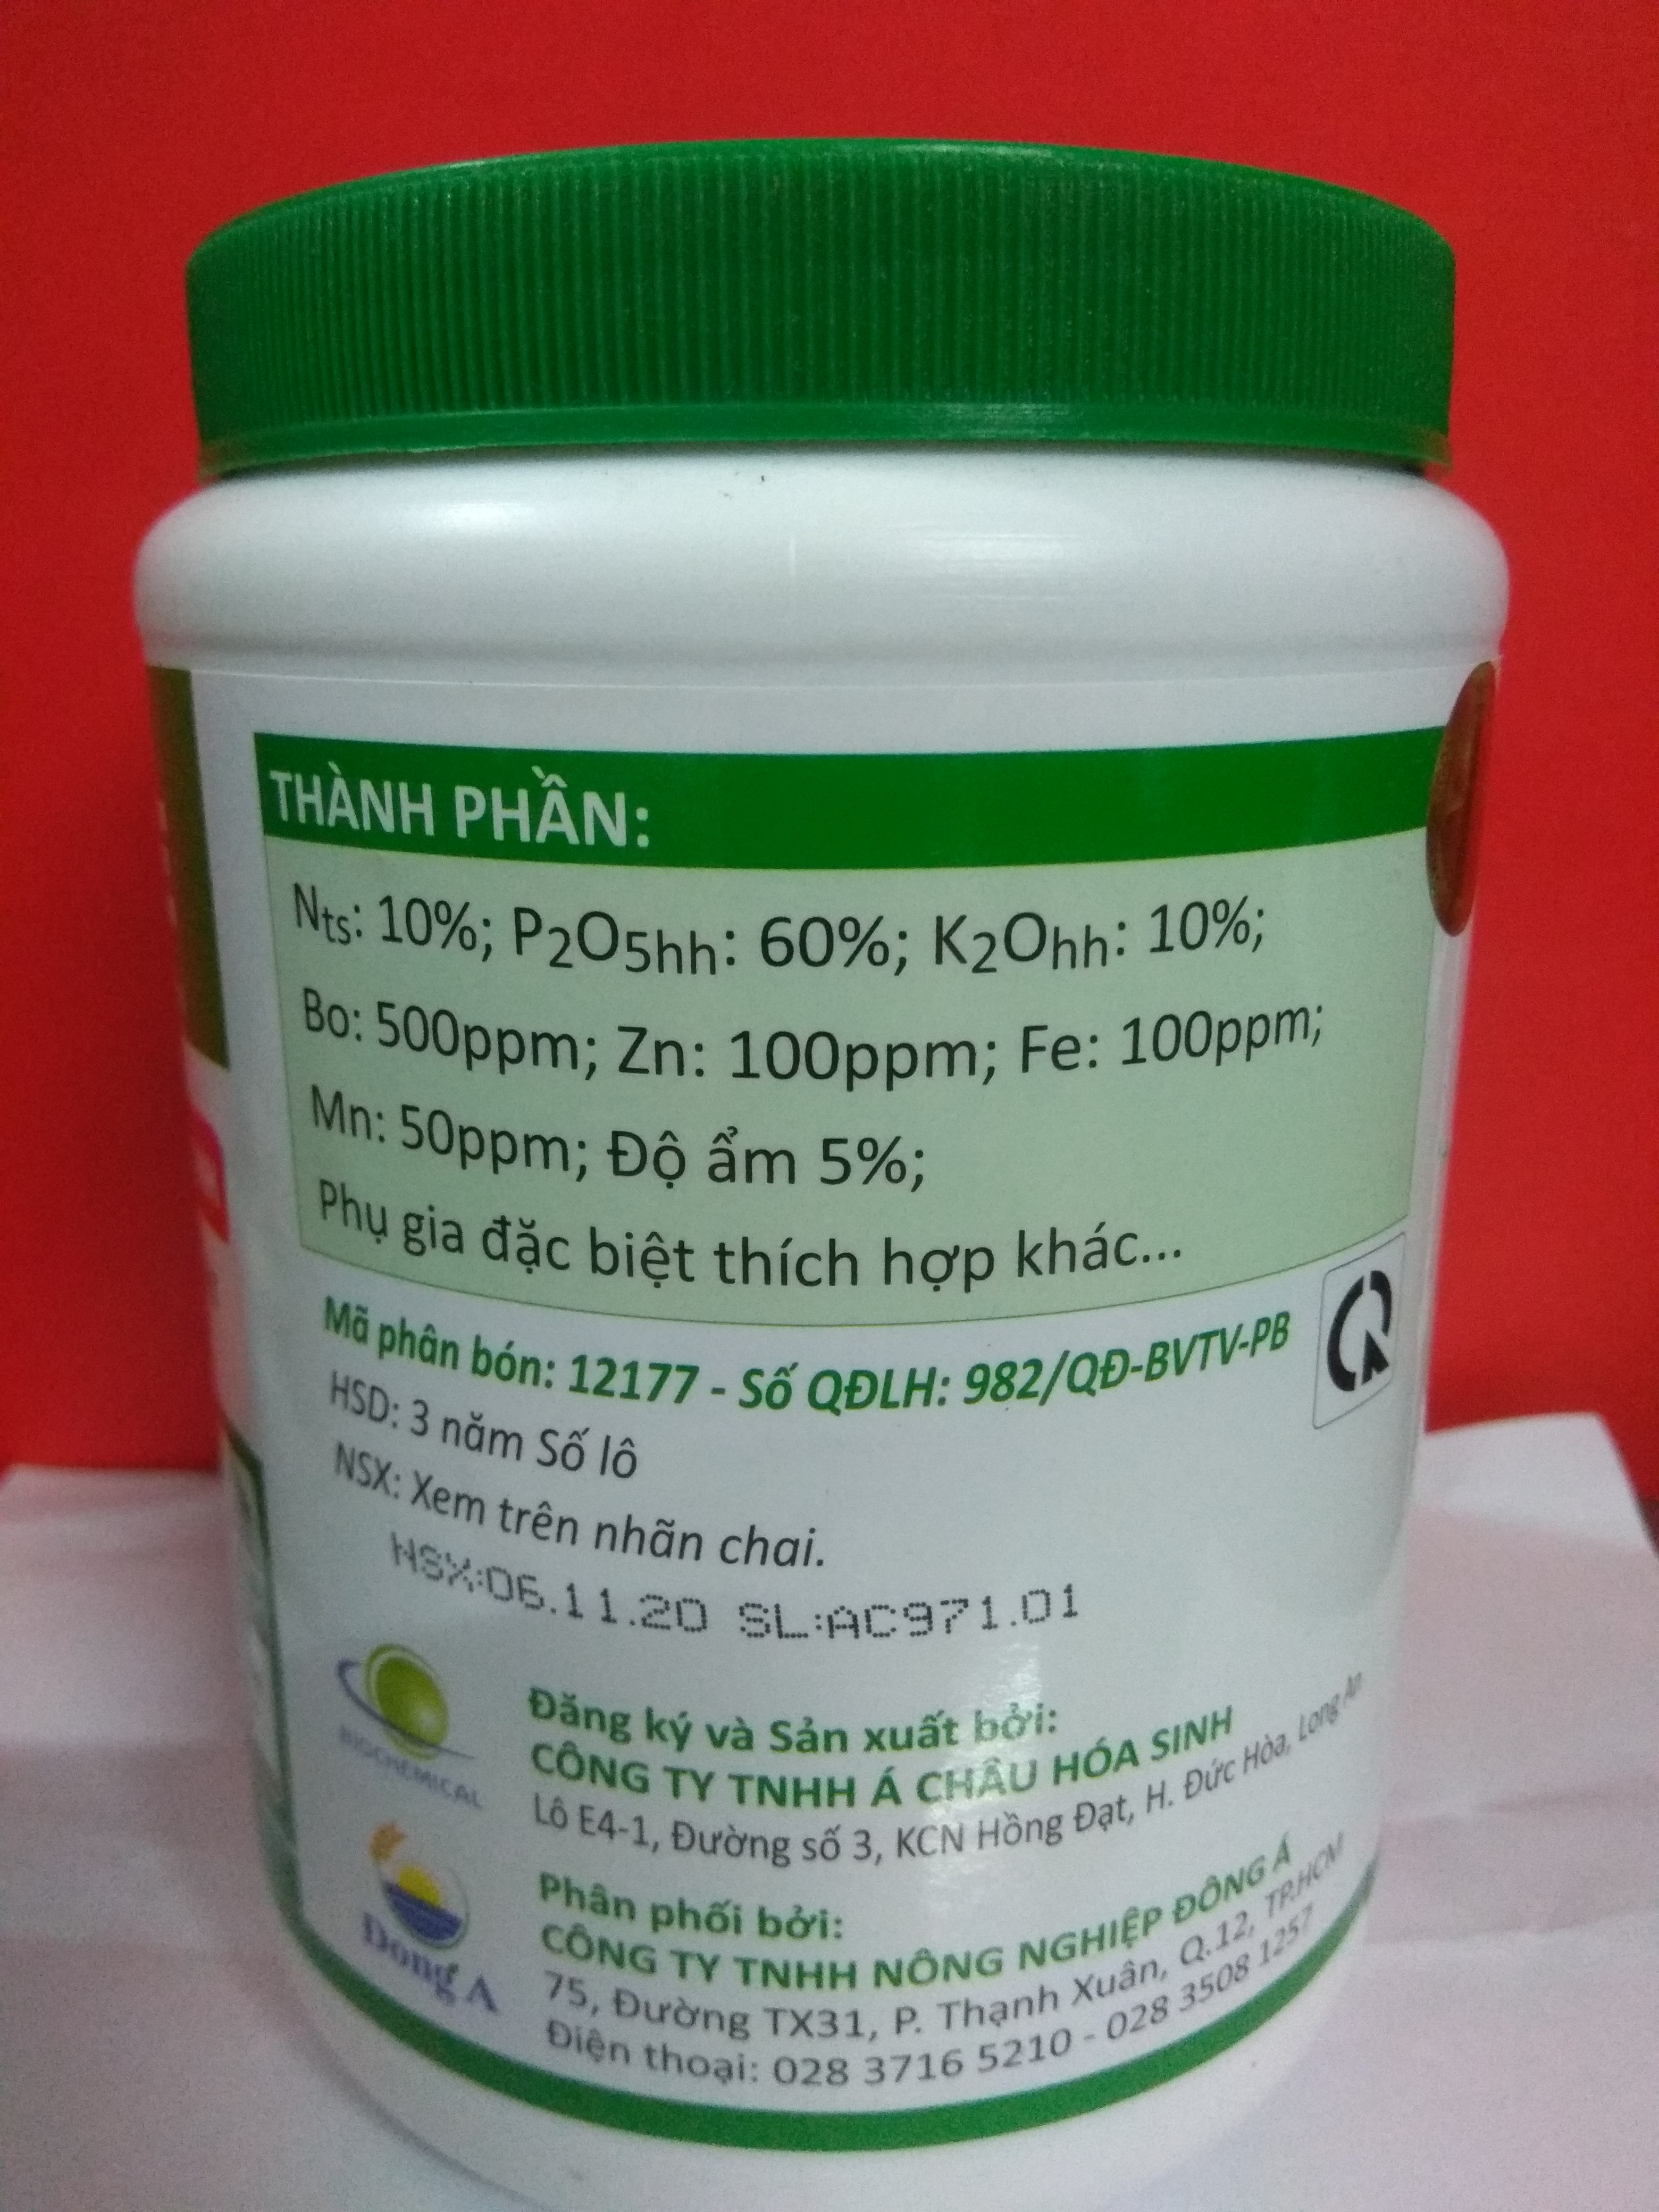 THÀNH PHẦN:
Nts: 10%; P2O5hh: 60%; K2Ohh: 10%;
Bo: 500ppm; Zn: 100ppm; Fe: 100ppm;
Mn: 50ppm; Độ ẩm 5%;
Phụ gia đặc biệt thích hợp khác...
Mã phân bón: 12177 - Số QĐLH: 982/QĐ-BVTV-PB
HSD: 3 năm Số lô
NSX: Xem trên nhãn chai.
NSX:06.11.20 SL:AC971.01
BIOCHEMICAL
Đăng ký và Sản xuất bởi:
CÔNG TY TNHH Á CHÂU HÓA SINH
Lô E4-1, Đường số 3, KCN Hồng Đạt, H. Đức Hòa, Long An
Đong A
Phân phối bởi:
CÔNG TY TNHH NÔNG NGHIỆP ĐÔNG Á
75, Đường TX31, P. Thạnh Xuân, Q.12, TP.HCM
Điện thoại: 028 3716 5210 - 028 3508 1257